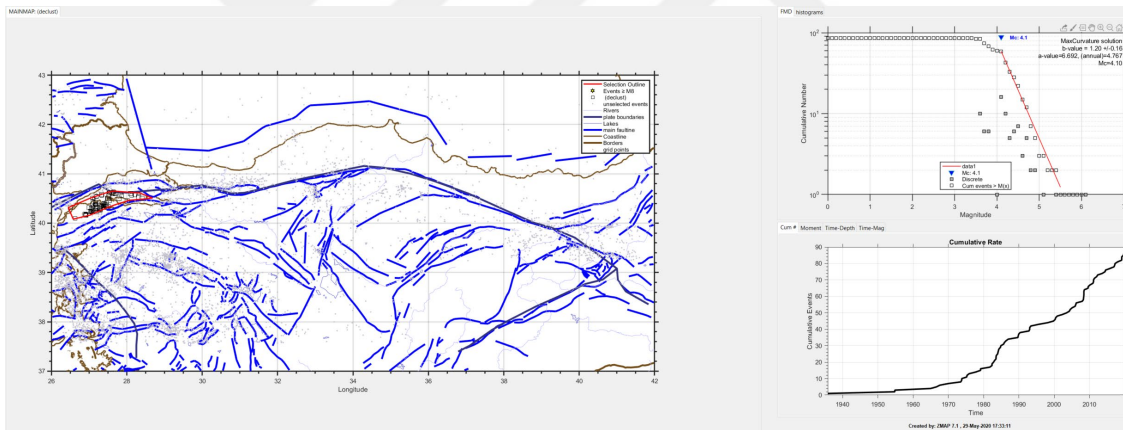 MAINMAP: (declust)
43
42
41
40
39
38
37
26
28
30
32
34
36
38
40
42
Latitude
Longitude
Selection Outline
Events ≥ M8
(declust)
unselected events
Rivers
plate boundaries
Lakes
main faultline
Coastline
Borders
grid points
FMD histograms
10²
10¹
10⁰
Cumulative Number
Mc: 4.1
MaxCurvature solution
b-value = 1.20 +/-0.16
a-value=6.692, (annual)=4.767
Mc=4.10
data1
Mc: 4.1
Discrete
Cum events > M(x)
0
1
2
3
4
5
6
7
Magnitude
Cum # Moment Time-Depth Time-Mag
Cumulative Rate
90
80
70
60
50
40
30
20
10
0
Cumulative Events
1940
1950
1960
1970
1980
1990
2000
2010
Time
Created by: ZMAP 7.1 , 29-May-2020 17:33:11